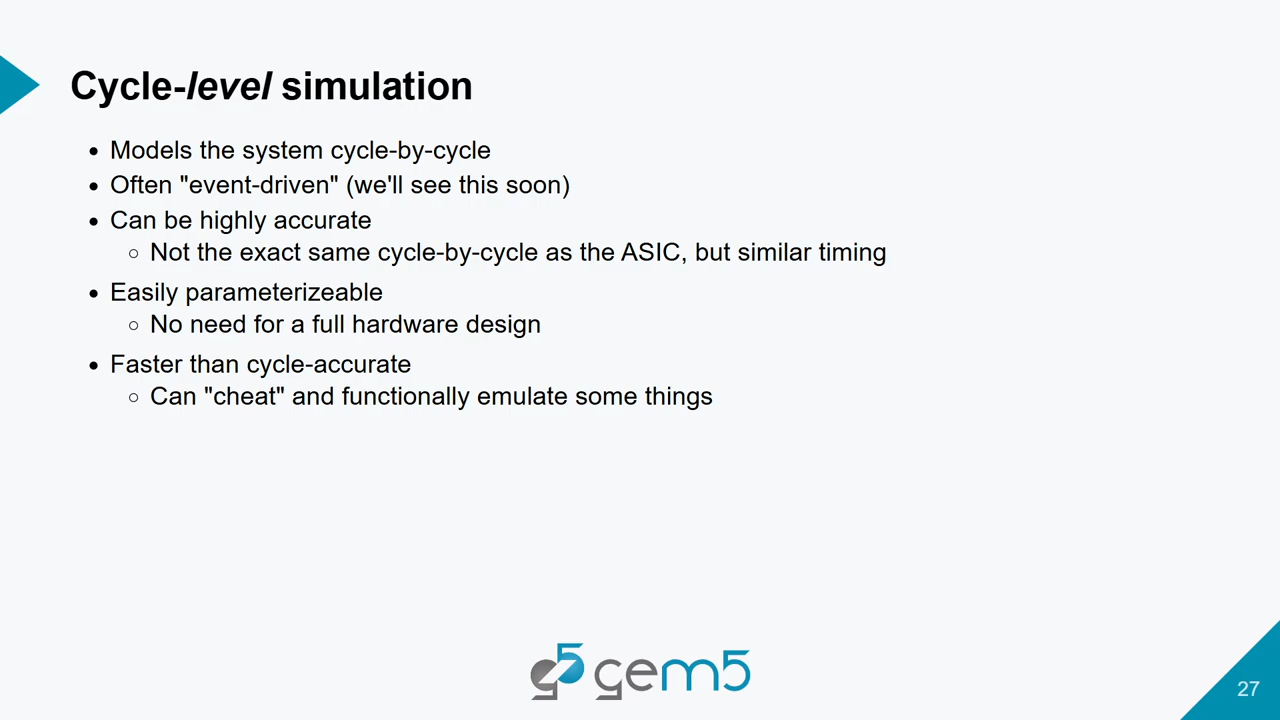 Cycle-level simulation
Models the system cycle-by-cycle
Often "event-driven" (we'll see this soon)
Can be highly accurate
Not the exact same cycle-by-cycle as the ASIC, but similar timing
Easily parameterizeable
No need for a full hardware design
Faster than cycle-accurate
Can "cheat" and functionally emulate some things
g5 gem5
27